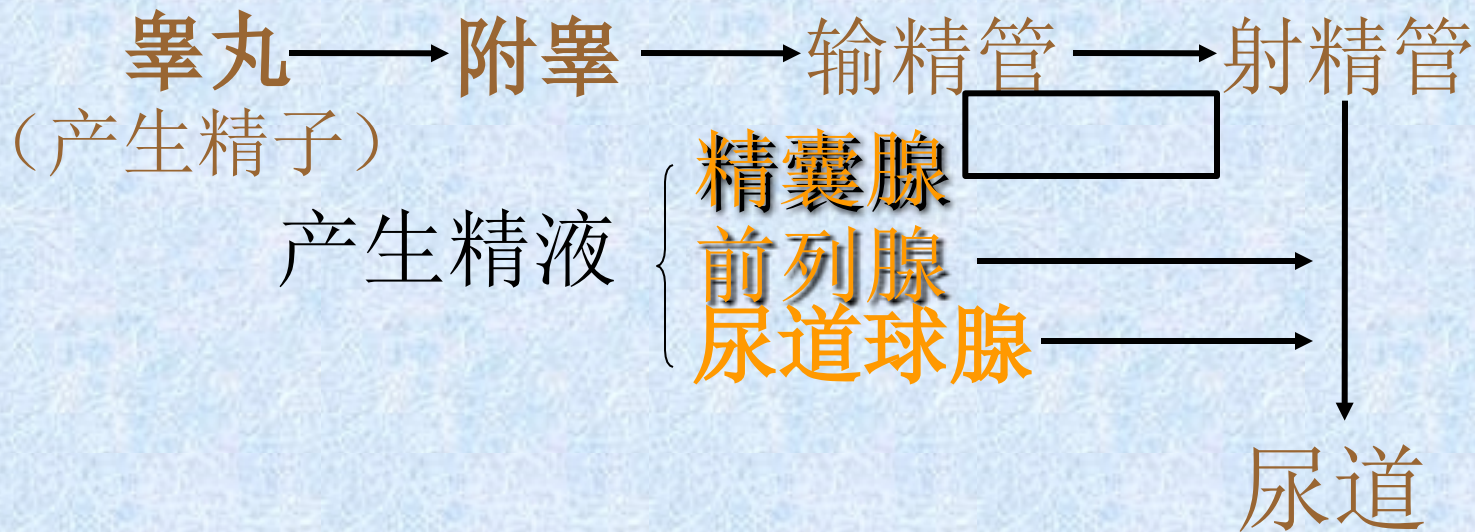 睾丸 附睾 输精管 射精管
（产生精子）
精囊腺
产生精液
前列腺
尿道球腺
尿道